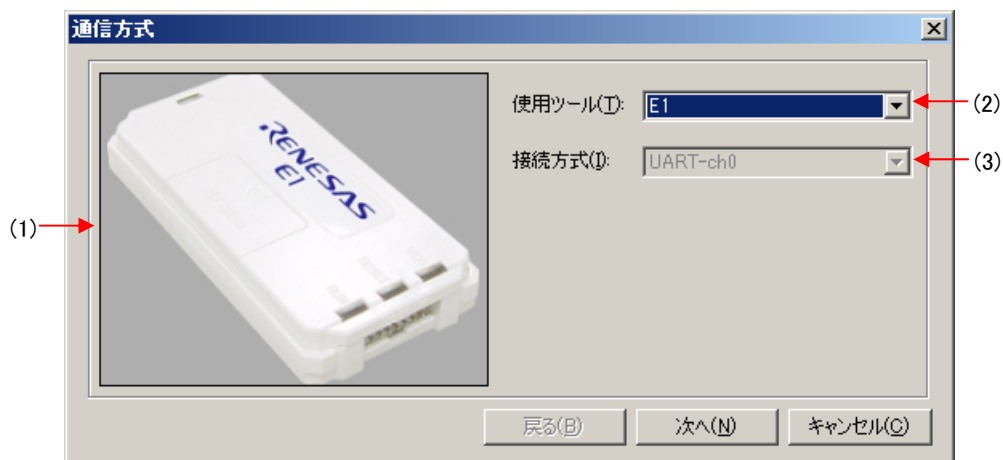 通信方式
使用ツール(T):
E1
(2)
接続方式(I):
UART-ch0
(3)
(1)
RENESAS
E1
戻る(B)
次へ(N)
キャンセル(C)